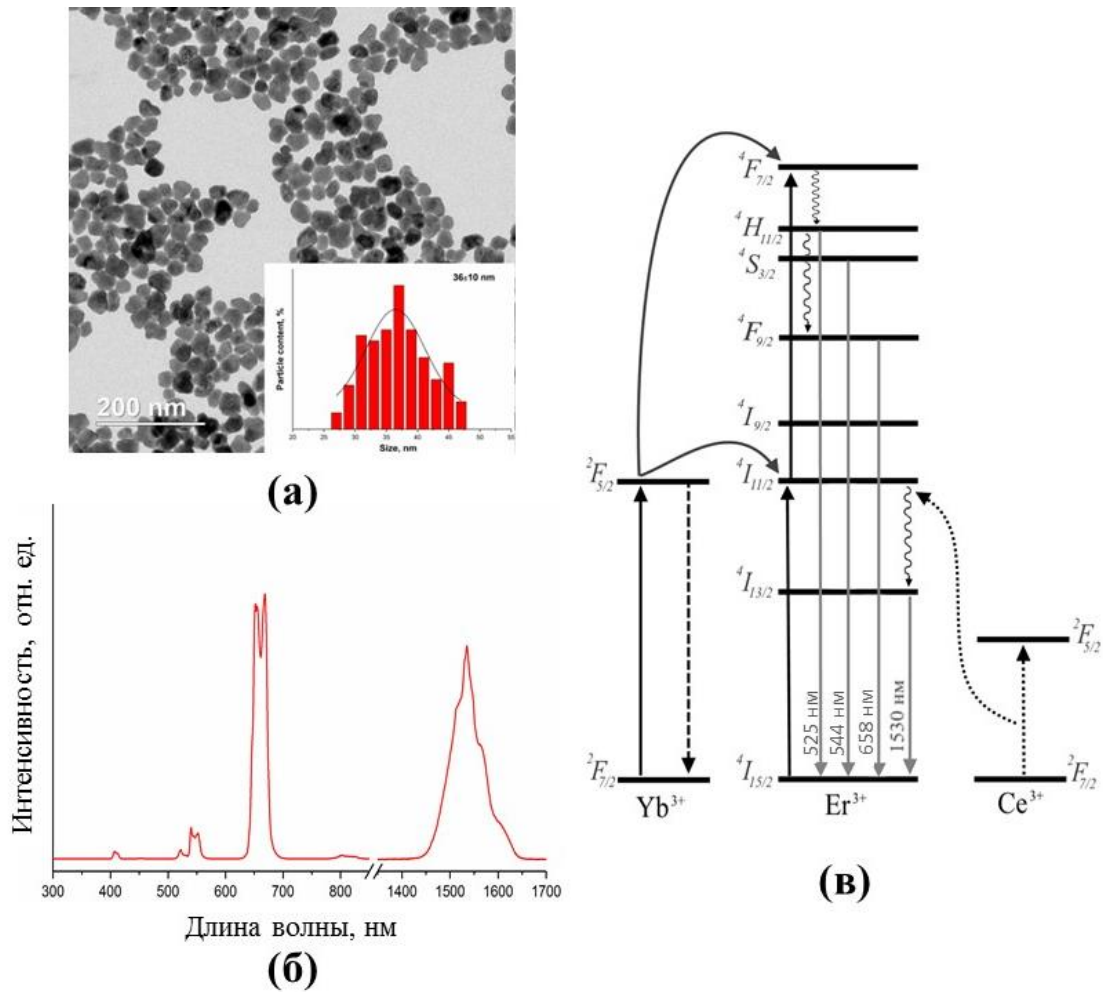 200 nm
36±10 nm
Particle content, %
20 25 30 35 40 45 50 55
Size, nm
(а)
Интенсивность, отн. ед.
300 400 500 600 700 800 1400 1500 1600 1700
Длина волны, нм
(б)
⁴F₇/₂
⁴H₁₁/₂
⁴S₃/₂
⁴F₉/₂
⁴I₉/₂
²F₅/₂
⁴I₁₁/₂
⁴I₁₃/₂
²F₅/₂
525 нм
544 нм
658 нм
1530 нм
²F₇/₂
⁴I₁₅/₂
²F₇/₂
Yb³⁺
Er³⁺
Ce³⁺
(в)